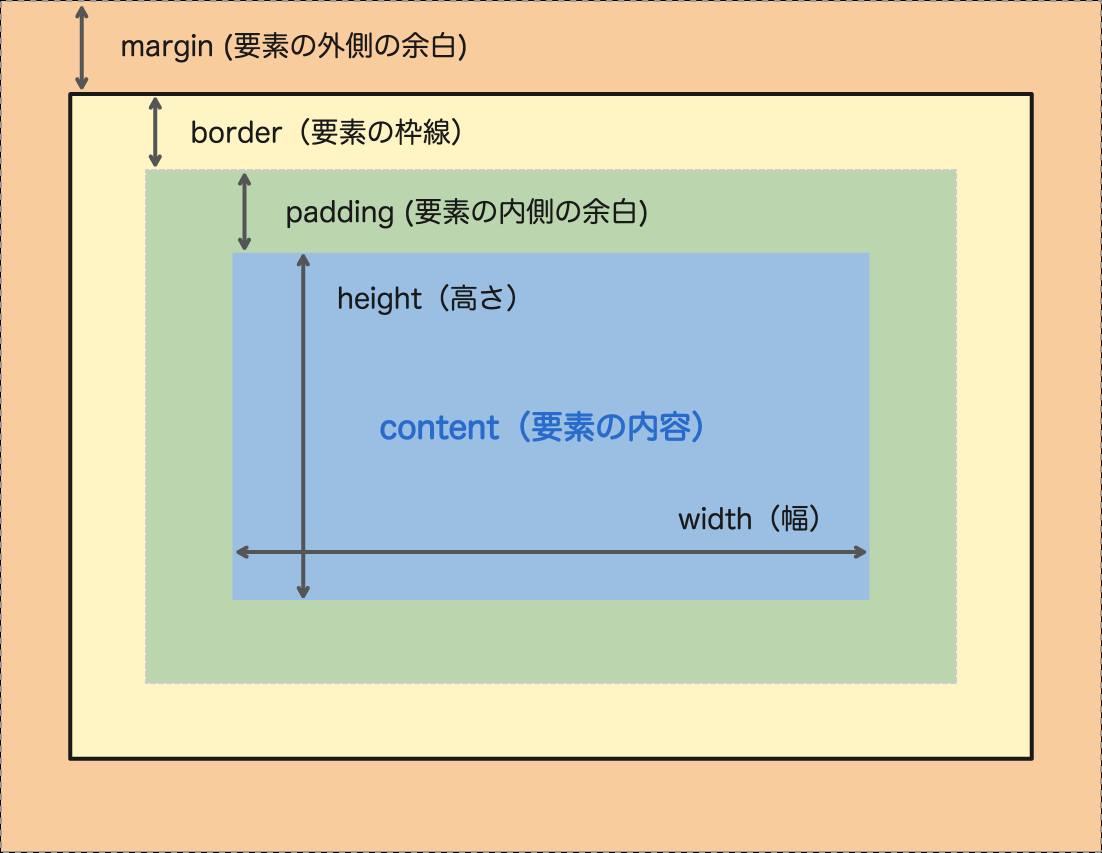 margin (要素の外側の余白)
border（要素の枠線）
padding (要素の内側の余白)
height（高さ）
content（要素の内容）
width（幅）